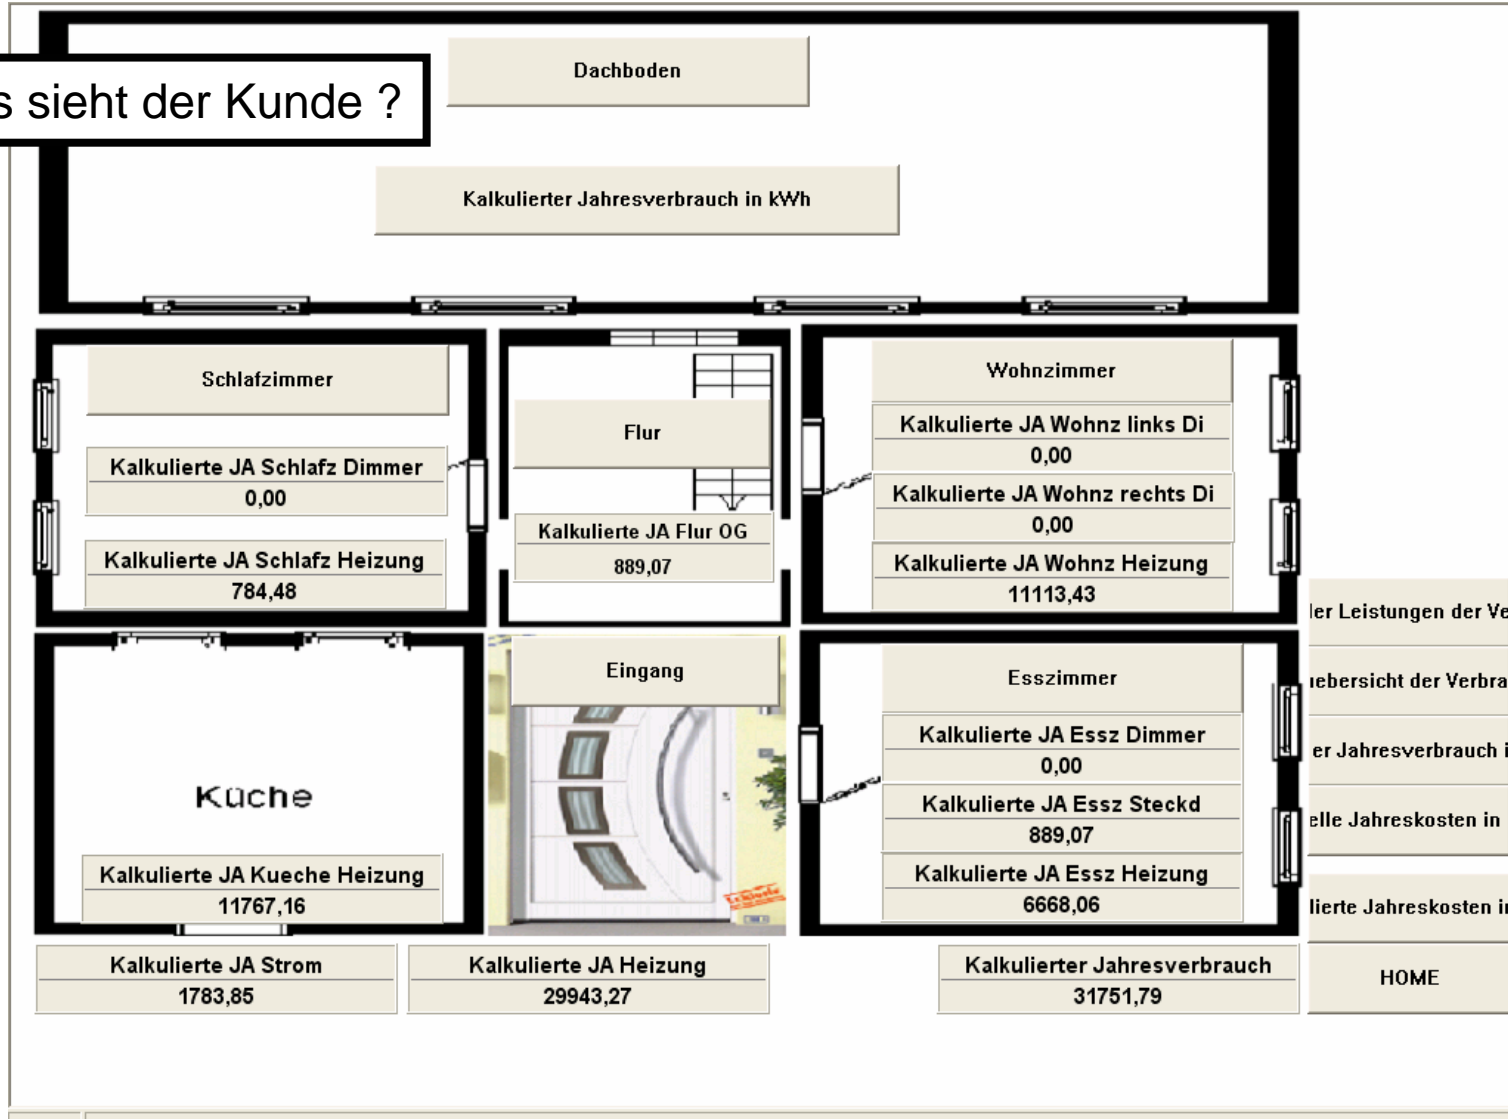 s sieht der Kunde ?
Dachboden
Kalkulierter Jahresverbrauch in kWh
Schlafzimmer
Kalkulierte JA Schlafz Dimmer
0,00
Kalkulierte JA Schlafz Heizung
784,48
Flur
Kalkulierte JA Flur OG
889,07
Wohnzimmer
Kalkulierte JA Wohnz links Di
0,00
Kalkulierte JA Wohnz rechts Di
0,00
Kalkulierte JA Wohnz Heizung
11113,43
Küche
Kalkulierte JA Kueche Heizung
11767,16
Eingang
Esszimmer
Kalkulierte JA Essz Dimmer
0,00
Kalkulierte JA Essz Steckd
889,07
Kalkulierte JA Essz Heizung
6668,06
ler Leistungen der Ve
uebersicht der Verbra
er Jahresverbrauch i
elle Jahreskosten in
lierte Jahreskosten in
HOME
Kalkulierte JA Strom
1783,85
Kalkulierte JA Heizung
29943,27
Kalkulierter Jahresverbrauch
31751,79